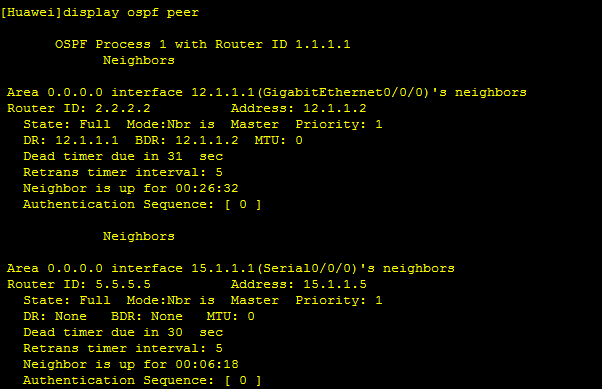 [Huawei]display ospf peer
OSPF Process 1 with Router ID 1.1.1.1
Neighbors
Area 0.0.0.0 interface 12.1.1.1(GigabitEthernet0/0/0)'s neighbors
Router ID: 2.2.2.2          Address: 12.1.1.2
State: Full  Mode:Nbr is  Master  Priority: 1
DR: 12.1.1.1  BDR: 12.1.1.2  MTU: 0
Dead timer due in 31  sec
Retrans timer interval: 5
Neighbor is up for 00:26:32
Authentication Sequence: [ 0 ]
Neighbors
Area 0.0.0.0 interface 15.1.1.1(Serial0/0/0)'s neighbors
Router ID: 5.5.5.5          Address: 15.1.1.5
State: Full  Mode:Nbr is  Master  Priority: 1
DR: None   BDR: None   MTU: 0
Dead timer due in 30  sec
Retrans timer interval: 5
Neighbor is up for 00:06:18
Authentication Sequence: [ 0 ]